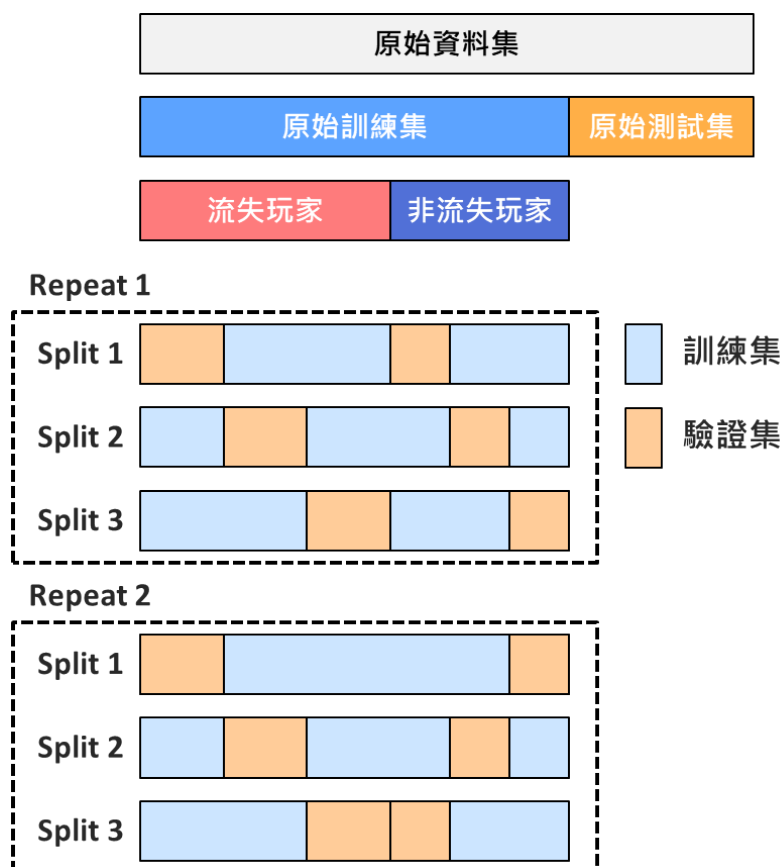 原始資料集
原始訓練集
原始測試集
流失玩家
非流失玩家
Repeat 1
Split 1
訓練集
Split 2
驗證集
Split 3
Repeat 2
Split 1
Split 2
Split 3